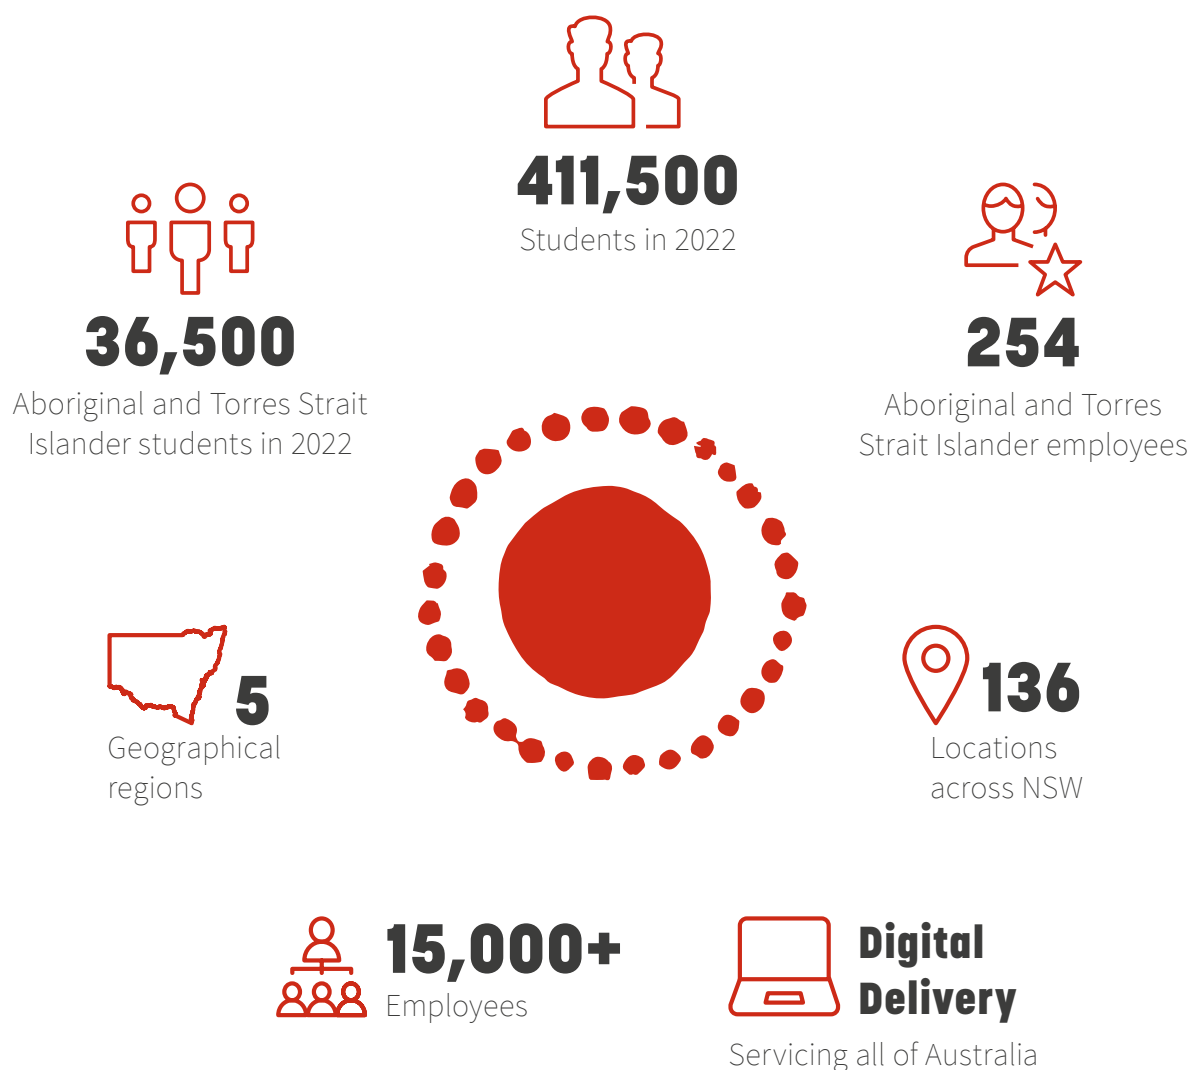 411,500
Students in 2022
36,500
Aboriginal and Torres Strait
Islander students in 2022
254
Aboriginal and Torres
Strait Islander employees
5
Geographical
regions
136
Locations
across NSW
15,000+
Employees
Digital
Delivery
Servicing all of Australia